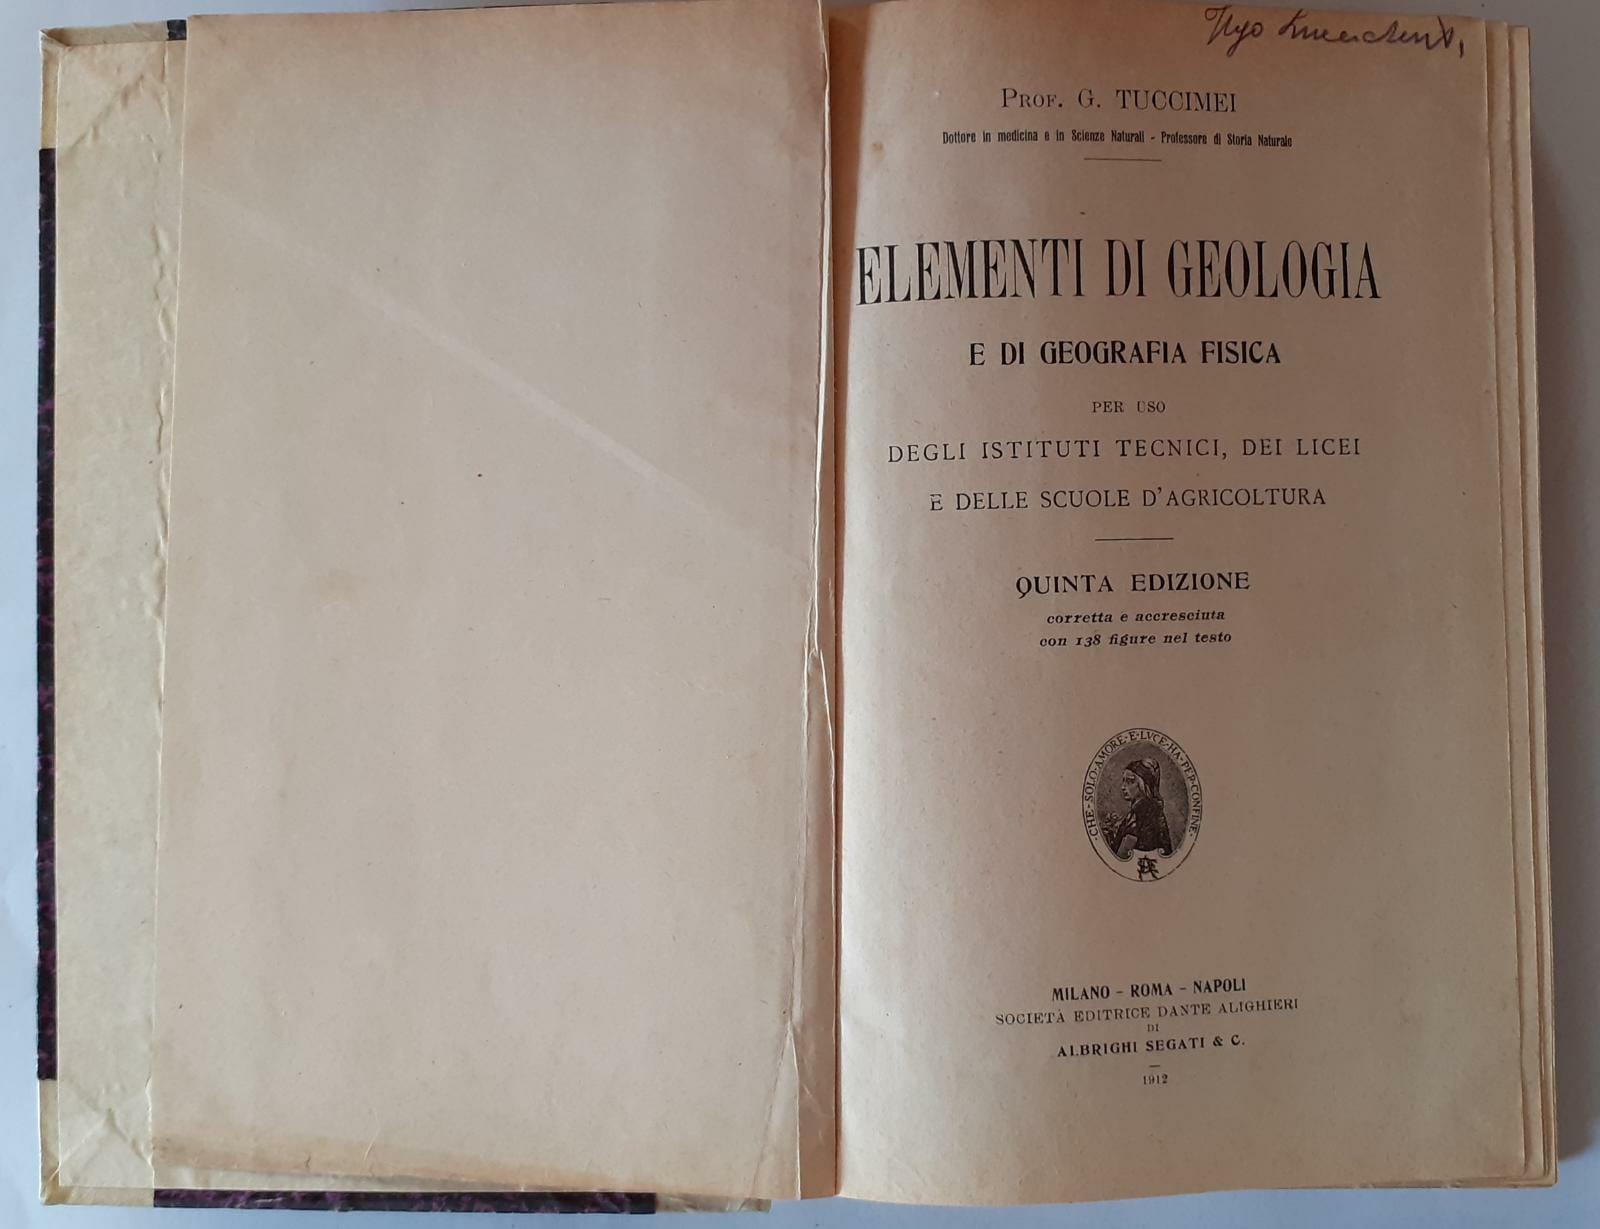 Ugo
PROF. G. TUCCIMEI
Dottore in medicina e in Scienze Naturali - Professore di Storia Naturale
ELEMENTI DI GEOLOGIA
E DI GEOGRAFIA FISICA
PER USO
DEGLI ISTITUTI TECNICI, DEI LICEI
E DELLE SCUOLE D'AGRICOLTURA
QUINTA EDIZIONE
corretta e accresciuta
con 138 figure nel testo
CHE·SOLO·AMORE·E·LVCE·HA·PER·CONFINE
MILANO - ROMA - NAPOLI
SOCIETÀ EDITRICE DANTE ALIGHIERI
DI
ALBRIGHI SEGATI & C.
1912